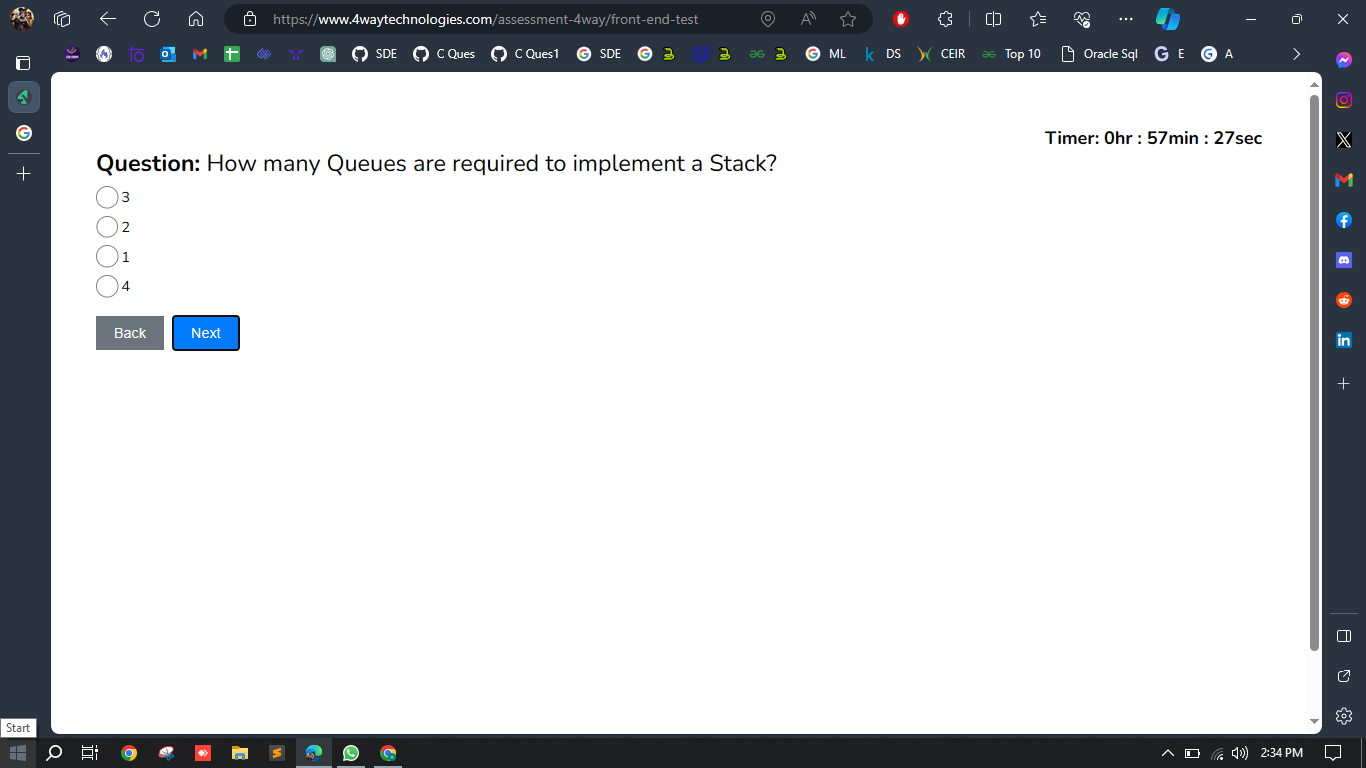 https://www.4waytechnologies.com/assessment-4way/front-end-test
SDE
C Ques
C Ques1
SDE
ML
DS
CEIR
Top 10
Oracle Sql
E
A
Timer: 0hr : 57min : 27sec
Question: How many Queues are required to implement a Stack?
3
2
1
4
Back Next
Start
2:34 PM